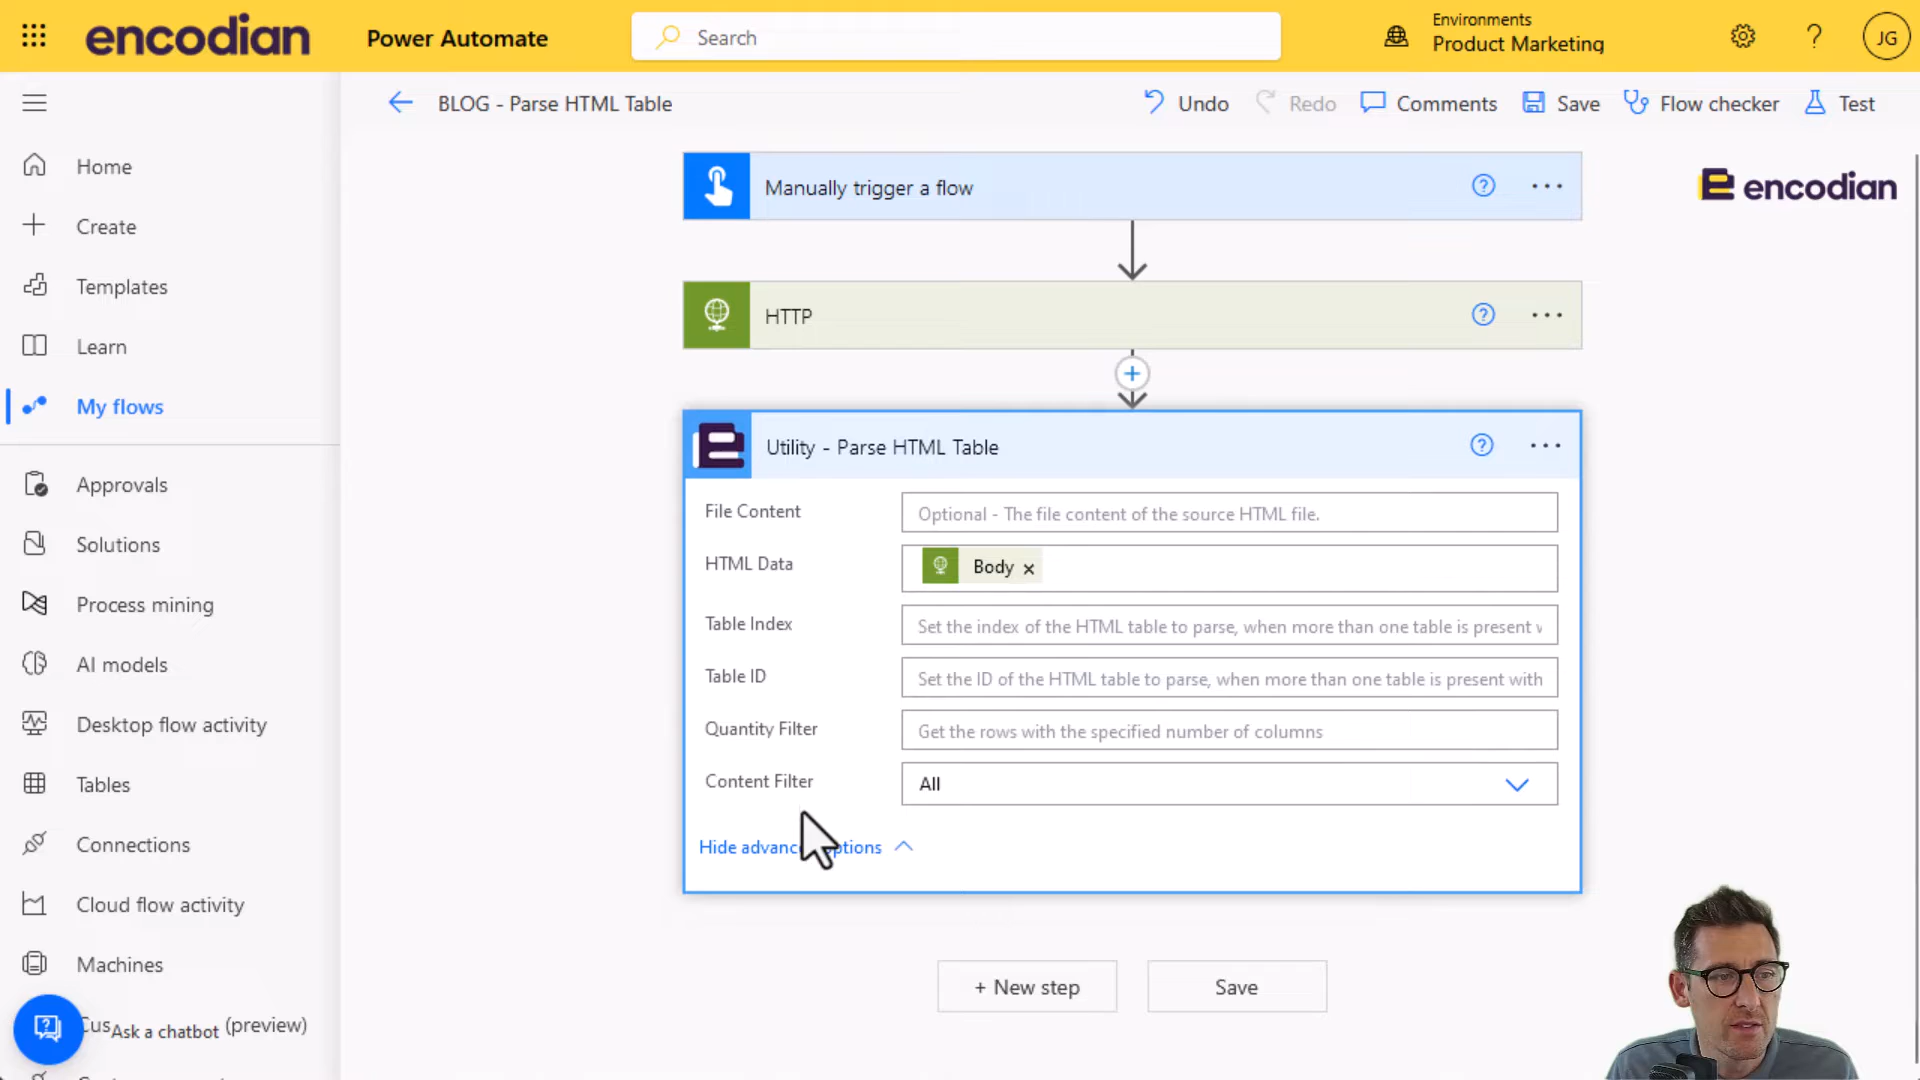 encodian
Power Automate
Search
Environments
Product Marketing
JG
BLOG - Parse HTML Table
Undo
Redo
Comments
Save
Flow checker
Test
Home
Create
Templates
Learn
My flows
Approvals
Solutions
Process mining
AI models
Desktop flow activity
Tables
Connections
Cloud flow activity
Machines
Cus
Ask a chatbot
(preview)
Manually trigger a flow
encodian
HTTP
Utility - Parse HTML Table
File Content
Optional - The file content of the source HTML file.
HTML Data
Body
Table Index
Set the index of the HTML table to parse, when more than one table is present
Table ID
Set the ID of the HTML table to parse, when more than one table is present with
Quantity Filter
Get the rows with the specified number of columns
Content Filter
All
Hide advanc options
+ New step
Save